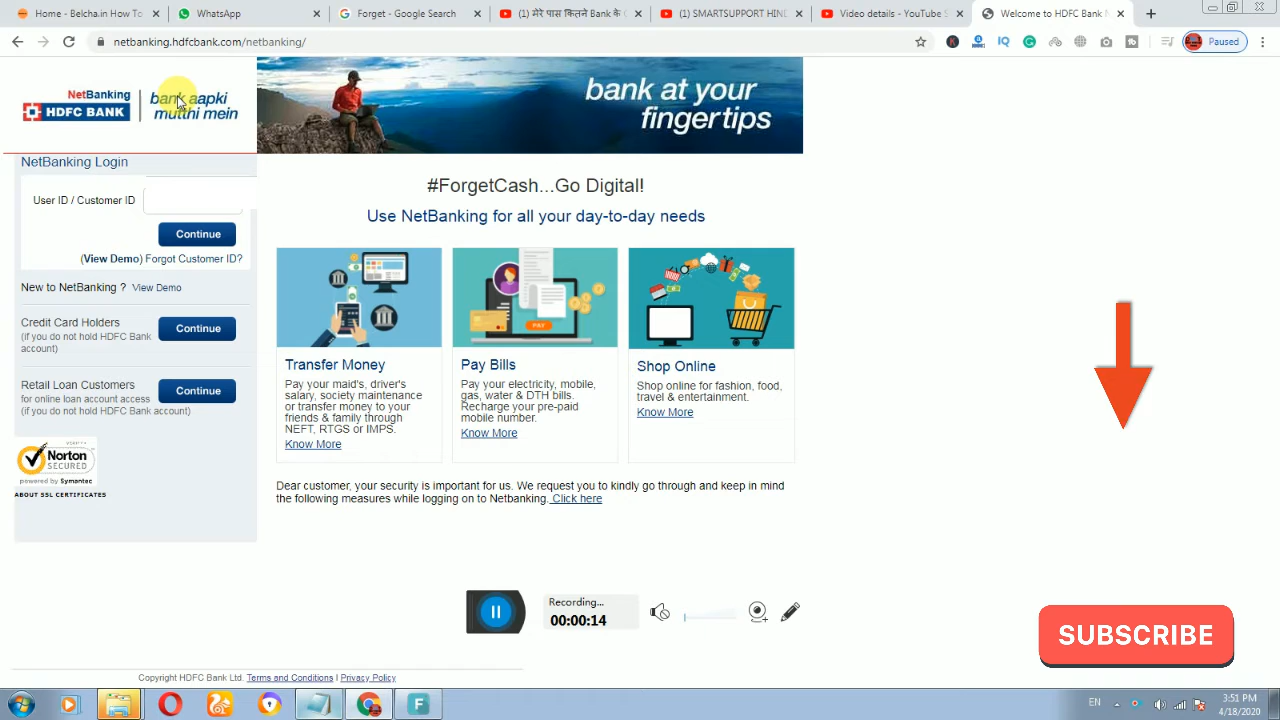 Belcha.in Blogging - How To
WhatsApp
Forget - Google Search
(1) मेरे पास कितने Bank के
(1) SMARTSUPPORT HIND
Video details - YouTube S
Welcome to HDFC Bank N
netbanking.hdfcbank.com/netbanking/
IQ
Paused
NetBanking
HDFC BANK
bank aapki
mutthi mein
bank at your
fingertips
NetBanking Login
User ID / Customer ID
Continue
(View Demo) Forgot Customer ID?
New to NetBanking ? View Demo
Credit Card Holders
(if you do not hold HDFC Bank
account)
Continue
Retail Loan Customers
for online loan account access
(if you do not hold HDFC Bank account)
Continue
Norton
SECURED
powered by Symantec
ABOUT SSL CERTIFICATES
#ForgetCash...Go Digital!
Use NetBanking for all your day-to-day needs
PAY
Transfer Money
Pay your maid's, driver's
salary, society maintenance
or transfer money to your
friends & family through
NEFT, RTGS or IMPS.
Know More
Pay Bills
Pay your electricity, mobile,
gas, water & DTH bills.
Recharge your pre-paid
mobile number.
Know More
Shop Online
Shop online for fashion, food,
travel & entertainment.
Know More
Dear customer, your security is important for us. We request you to kindly go through and keep in mind
the following measures while logging on to Netbanking. Click here
Recording...
00:00:14
SUBSCRIBE
Copyright HDFC Bank Ltd. Terms and Conditions | Privacy Policy
EN
3:51 PM
4/18/2020